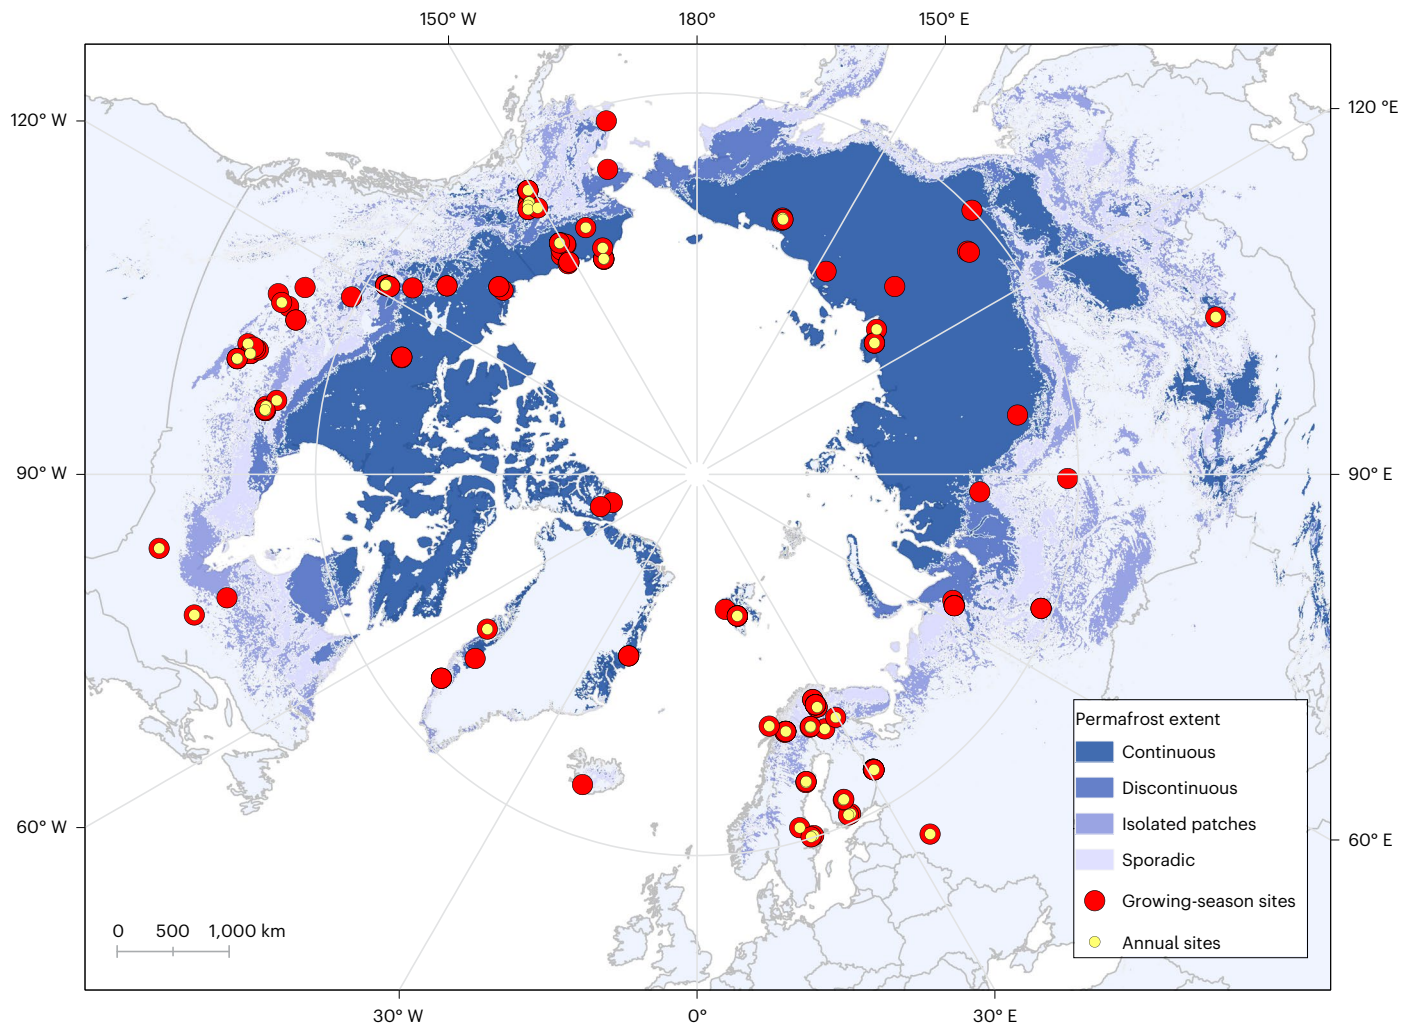 150° W 180° 150° E
120° W 120 °E
90° W 90° E
Permafrost extent
Continuous
Discontinuous
Isolated patches
60° W 60° E
Sporadic
Growing-season sites
0 500 1,000 km
Annual sites
30° W 0° 30° E